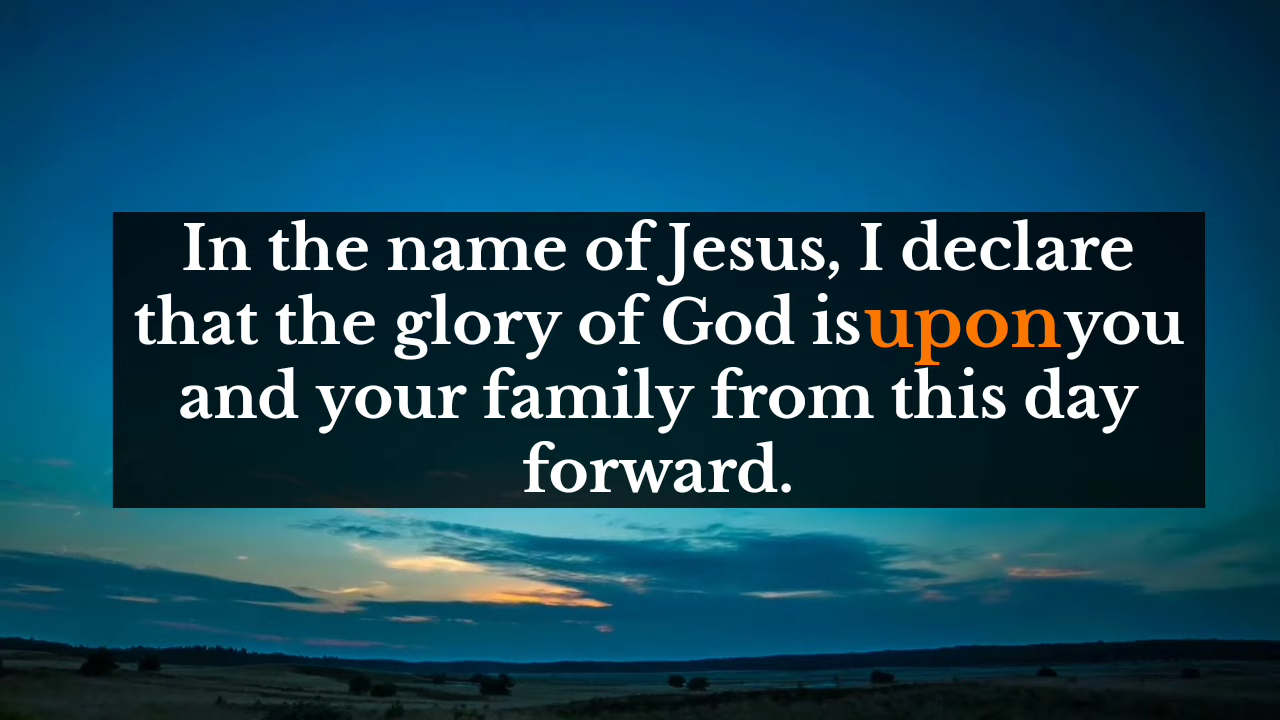 In the name of Jesus, I declare
that the glory of God is upon you
and your family from this day
forward.